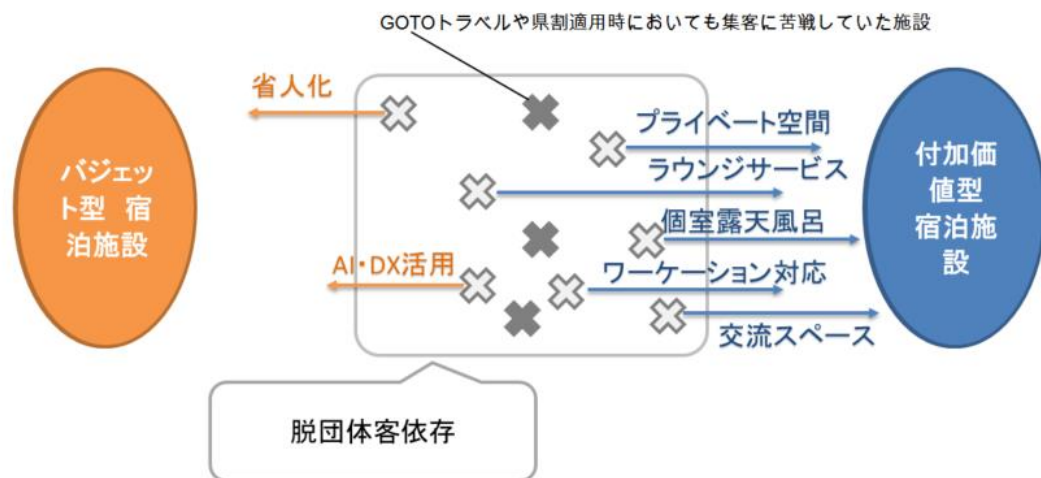 GOTOトラベルや県割適用時においても集客に苦戦していた施設
省人化
プライベート空間
ラウンジサービス
バジェッ
ト型 宿
泊施設
付加価
値型
宿泊施
設
個室露天風呂
AI・DX活用
ワーケーション対応
交流スペース
脱団体客依存